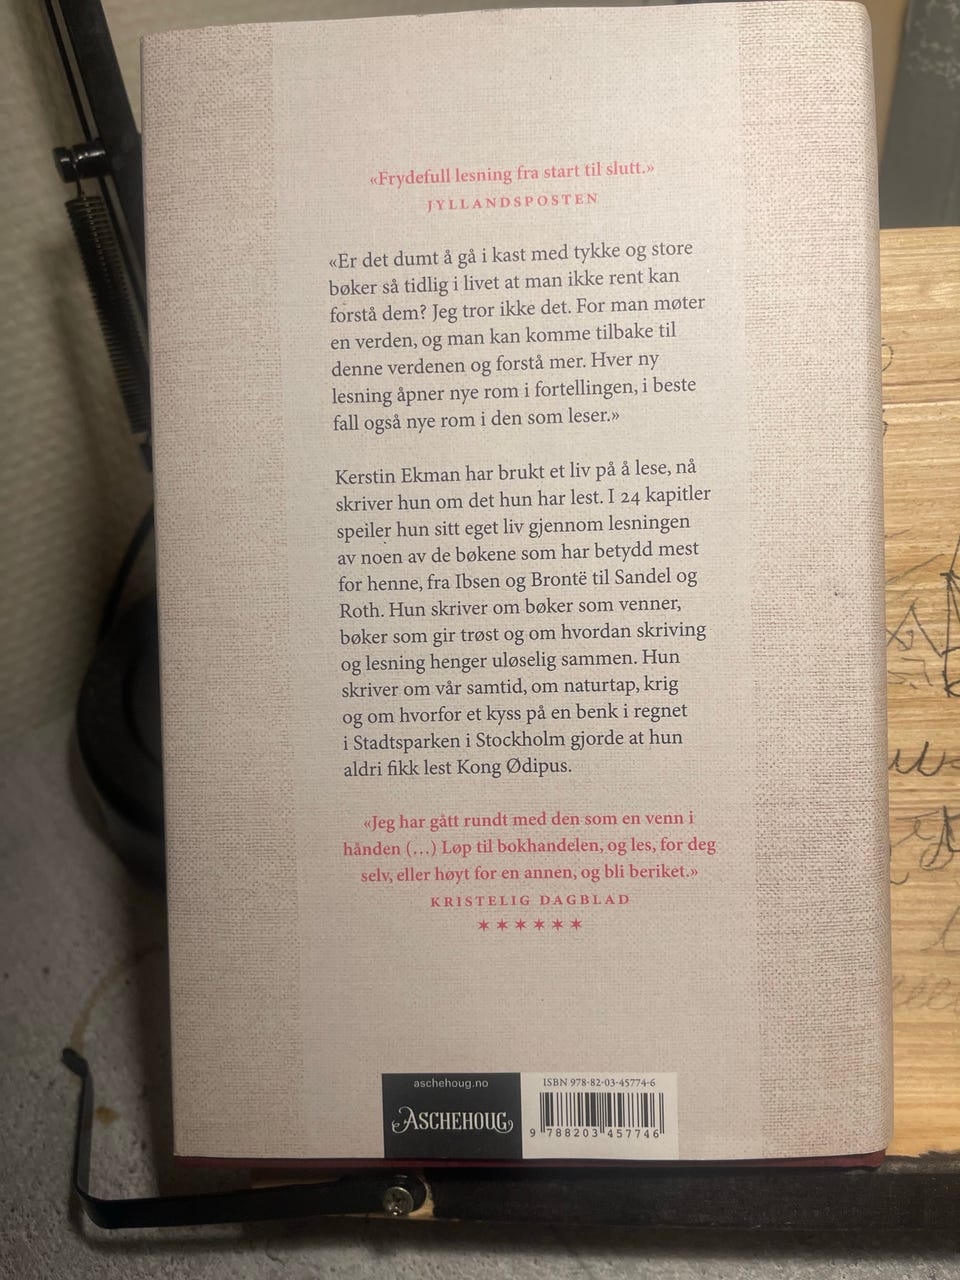 «Frydefull lesning fra start til slutt.»
JYLLANDSPOSTEN
«Er det dumt å gå i kast med tykke og store
bøker så tidlig i livet at man ikke rent kan
forstå dem? Jeg tror ikke det. For man møter
en verden, og man kan komme tilbake til
denne verdenen og forstå mer. Hver ny
lesning åpner nye rom i fortellingen, i beste
fall også nye rom i den som leser.»
Kerstin Ekman har brukt et liv på å lese, nå
skriver hun om det hun har lest. I 24 kapitler
speiler hun sitt eget liv gjennom lesningen
av noen av de bøkene som har betydd mest
for henne, fra Ibsen og Brontë til Sandel og
Roth. Hun skriver om bøker som venner,
bøker som gir trøst og om hvordan skriving
og lesning henger uløselig sammen. Hun
skriver om vår samtid, om naturtap, krig
og om hvorfor et kyss på en benk i regnet
i Stadtsparken i Stockholm gjorde at hun
aldri fikk lest Kong Ødipus.
«Jeg har gått rundt med den som en venn i
hånden (…) Løp til bokhandelen, og les, for deg
selv, eller høyt for en annen, og bli beriket.»
KRISTELIG DAGBLAD
✶✶✶✶✶✶
aschehoug.no
ASCHEHOUG
ISBN 978-82-03-45774-6
9 788203 457746